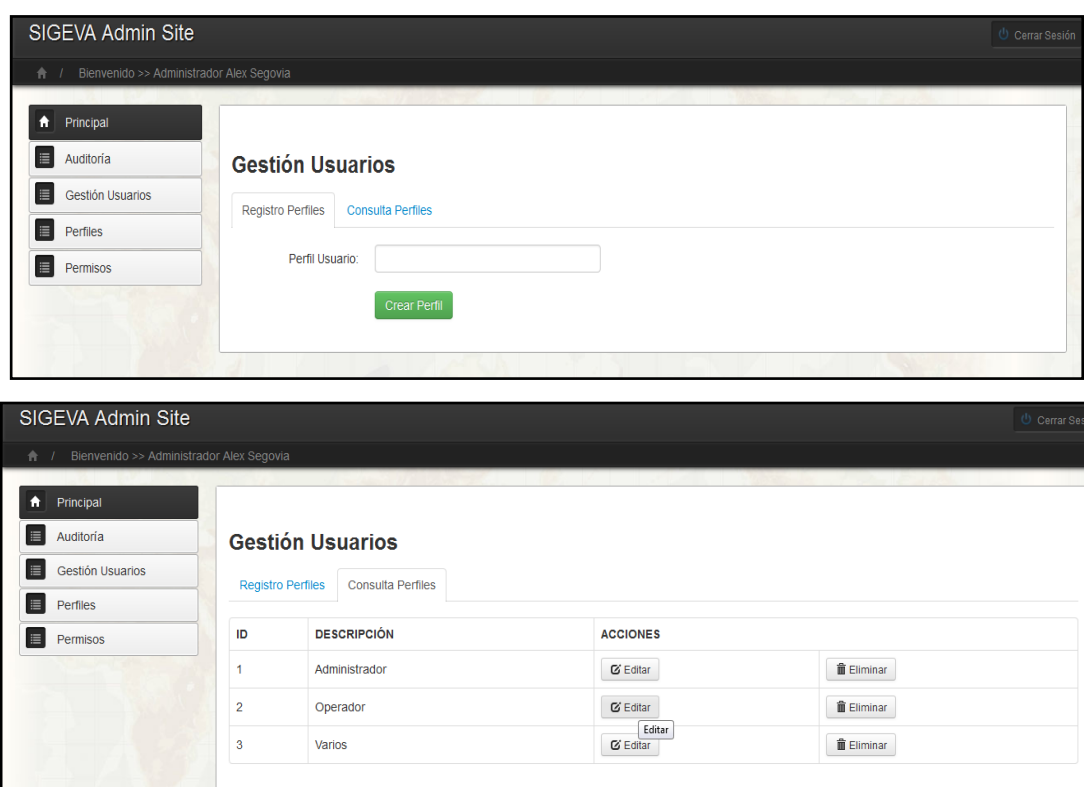 SIGEVA Admin Site
Cerrar Sesión
/ Bienvenido >> Administrador Alex Segovia
Principal
Auditoría
Gestión Usuarios
Perfiles
Permisos
Gestión Usuarios
Registro Perfiles Consulta Perfiles
Perfil Usuario:
Crear Perfil
SIGEVA Admin Site
Cerrar Ses
/ Bienvenido >> Administrador Alex Segovia
Principal
Auditoría
Gestión Usuarios
Perfiles
Permisos
Gestión Usuarios
Registro Perfiles Consulta Perfiles
ID DESCRIPCIÓN ACCIONES
1 Administrador Editar Eliminar
2 Operador Editar Eliminar
Editar
3 Varios Editar Eliminar